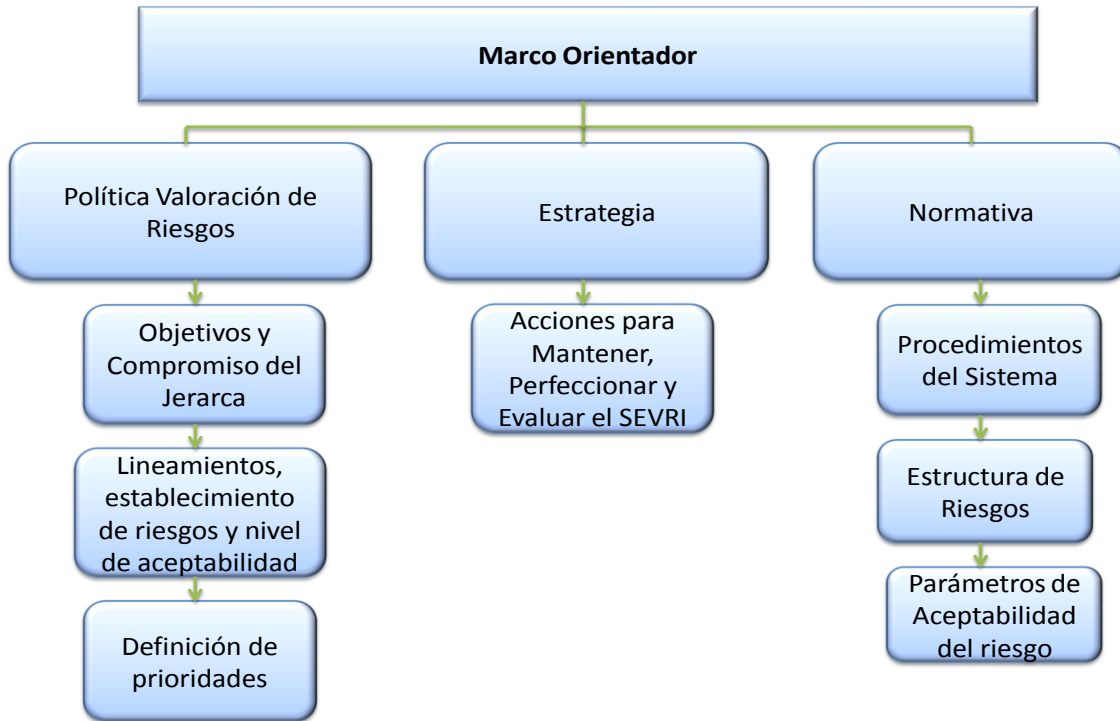 Marco Orientador
Política Valoración de
Riesgos
Estrategia
Normativa
Objetivos y
Compromiso del
Jerarca
Acciones para
Mantener,
Perfeccionar y
Evaluar el SEVRI
Procedimientos
del Sistema
Lineamientos,
establecimiento
de riesgos y nivel
de aceptabilidad
Estructura de
Riesgos
Definición de
prioridades
Parámetros de
Aceptabilidad
del riesgo